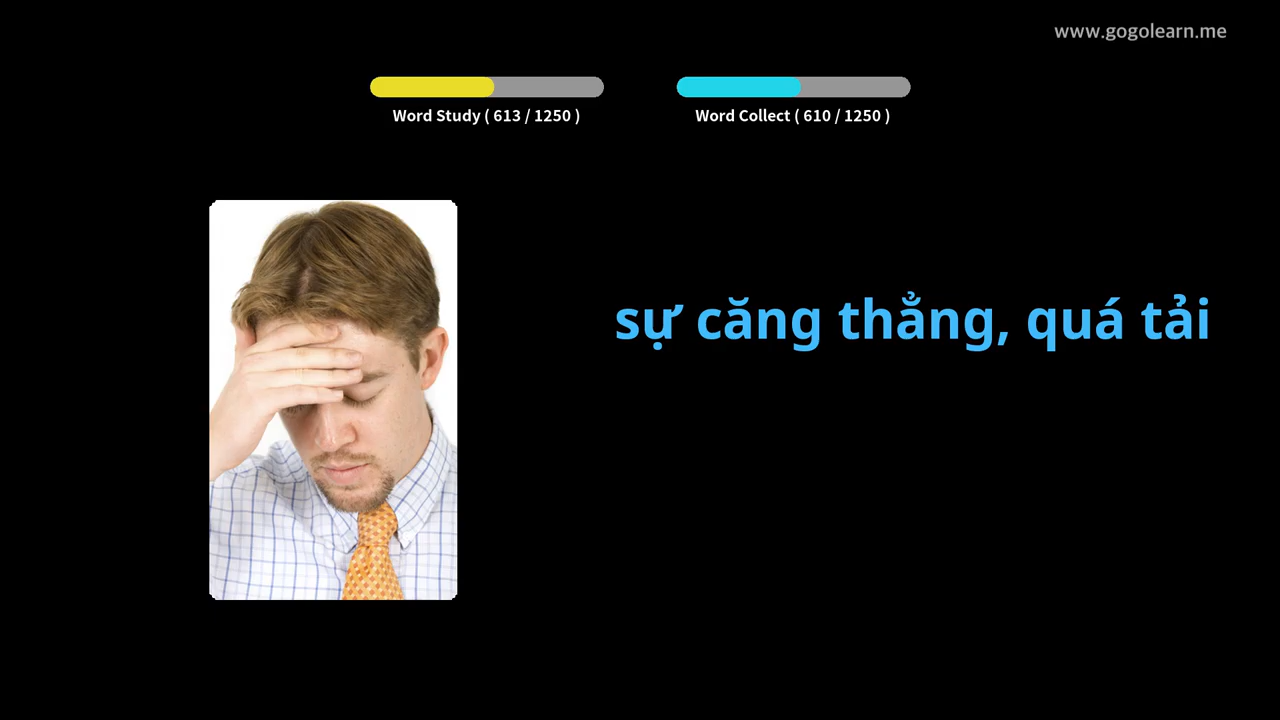 www.gogolearn.me
Word Study ( 613 / 1250 )
Word Collect ( 610 / 1250 )
sự căng thẳng, quá tải